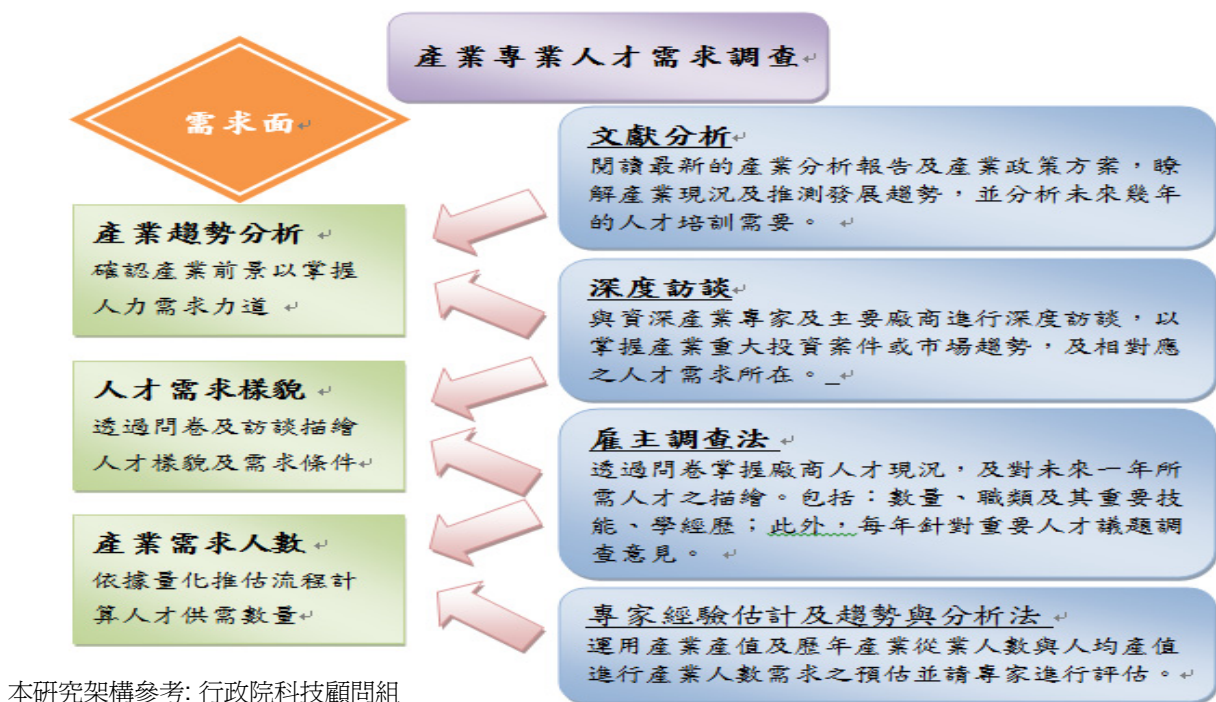 產業專業人才需求調查
需求面
產業趨勢分析
確認產業前景以掌握
人力需求力道
人才需求樣貌
透過問卷及訪談描繪
人才樣貌及需求條件
產業需求人數
依據量化推估流程計
算人才供需數量
文獻分析
閱讀最新的產業分析報告及產業政策方案，瞭
解產業現況及推測發展趨勢，並分析未來幾年
的人才培訓需要。
深度訪談
與資深產業專家及主要廠商進行深度訪談，以
掌握產業重大投資案件或市場趨勢，及相對應
之人才需求所在。
雇主調查法
透過問卷掌握廠商人才現況，及對未來一年所
需人才之描繪。包括：數量、職類及其重要技
能、學經歷；此外，每年針對重要人才議題調
查意見。
專家經驗估計及趨勢與分析法
運用產業產值及歷年產業從業人數與人均產值
進行產業人數需求之預估並請專家進行評估。
本研究架構參考: 行政院科技顧問組